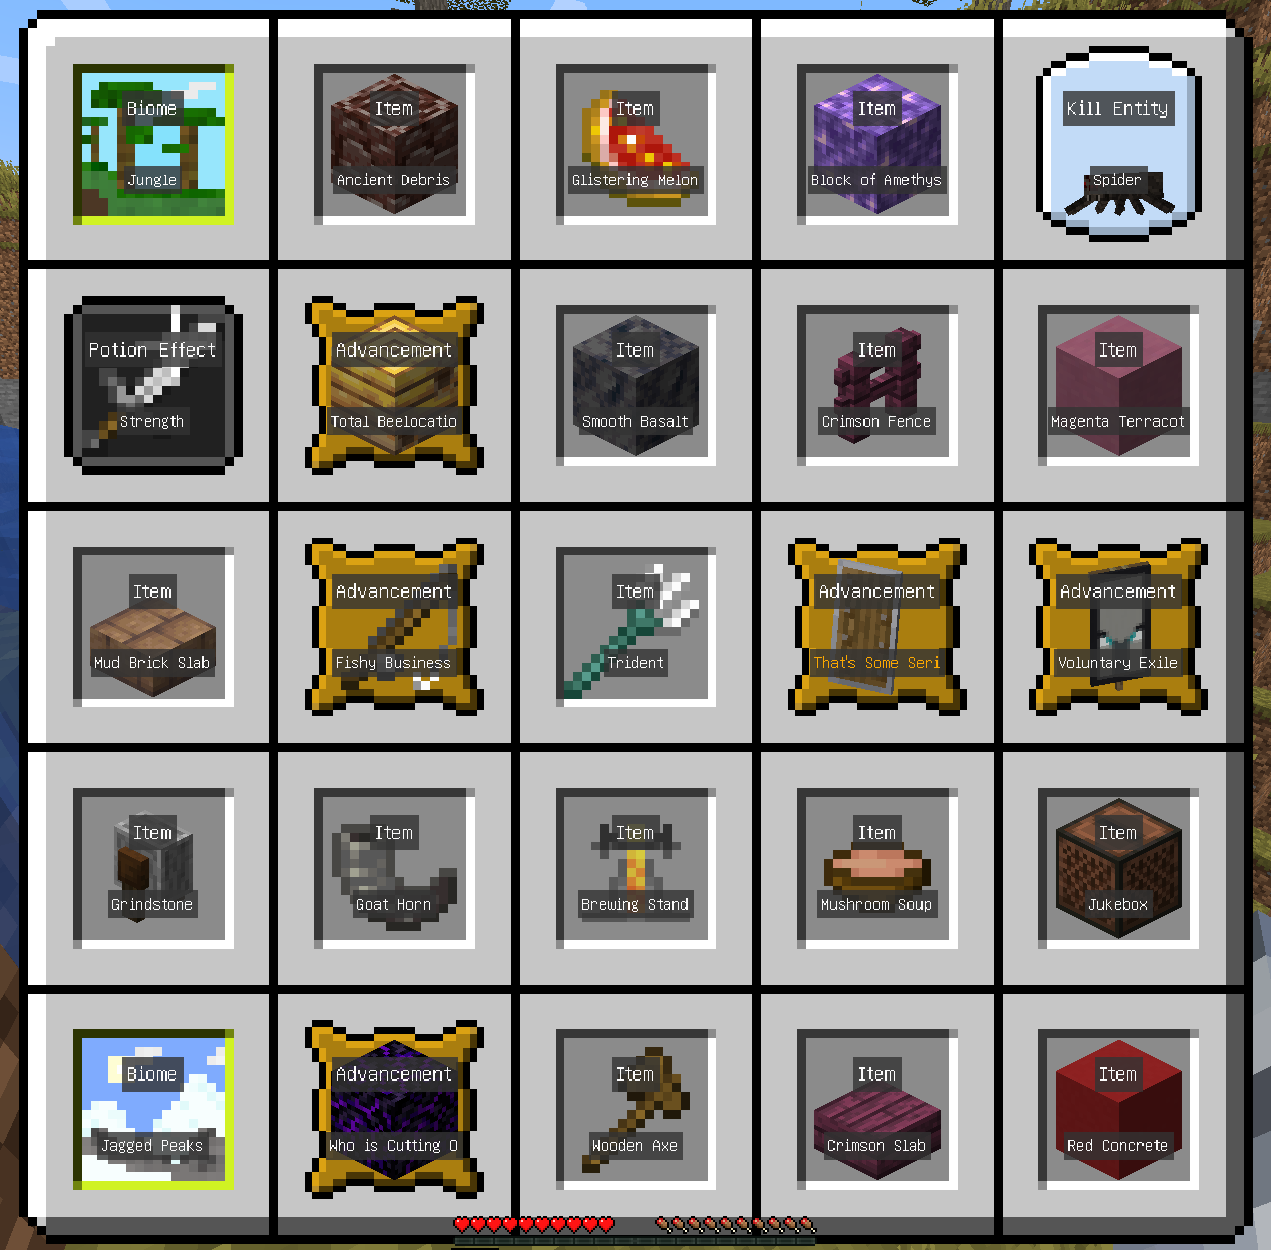 Biome
Jungle
Item
Ancient Debris
Item
Glistering Melon
Item
Block of Amethys
Kill Entity
Spider
Potion Effect
Strength
Advancement
Total Beelocatio
Item
Smooth Basalt
Item
Crimson Fence
Item
Magenta Terracot
Item
Mud Brick Slab
Advancement
Fishy Business
Item
Trident
Advancement
That's Some Seri
Advancement
Voluntary Exile
Item
Grindstone
Item
Goat Horn
Item
Brewing Stand
Item
Mushroom Soup
Item
Jukebox
Biome
Jagged Peaks
Advancement
Who is Cutting O
Item
Wooden Axe
Item
Crimson Slab
Item
Red Concrete